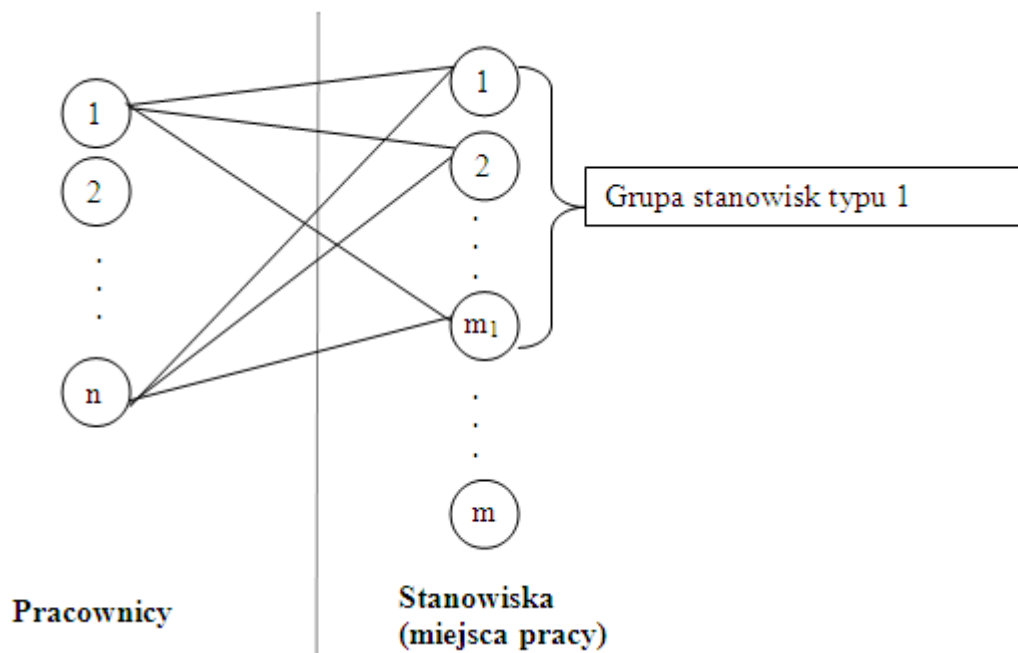 1
2
.
.
.
n
Pracownicy
1
2
.
.
.
m1
.
.
.
m
Stanowiska
(miejsca pracy)
Grupa stanowisk typu 1